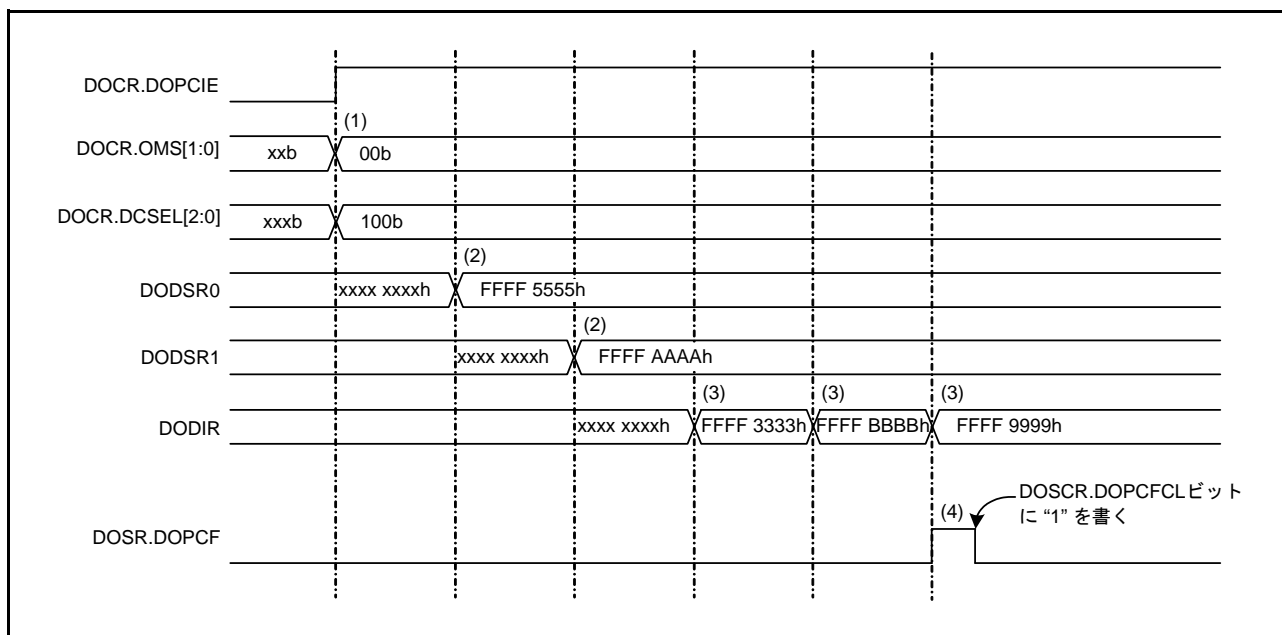 DOCR.DOPCIE
(1)
DOCR.OMS[1:0] xxb 00b
DOCR.DCSEL[2:0] xxxb 100b
(2)
DODSR0 xxxx xxxxh FFFF 5555h
(2)
DODSR1 xxxx xxxxh FFFF AAAAh
(3) (3) (3)
DODIR xxxx xxxxh FFFF 3333h FFFF BBBBh FFFF 9999h
DOSCR.DOPCFCLビット
に “1” を書く
(4)
DOSR.DOPCF